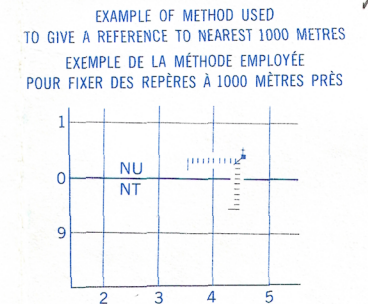 EXAMPLE OF METHOD USED
TO GIVE A REFERENCE TO NEAREST 1000 METRES
EXEMPLE DE LA MÉTHODE EMPLOYÉE
POUR FIXER DES REPÈRES À 1000 MÈTRES PRÈS
1
NU
0
NT
9
2 3 4 5